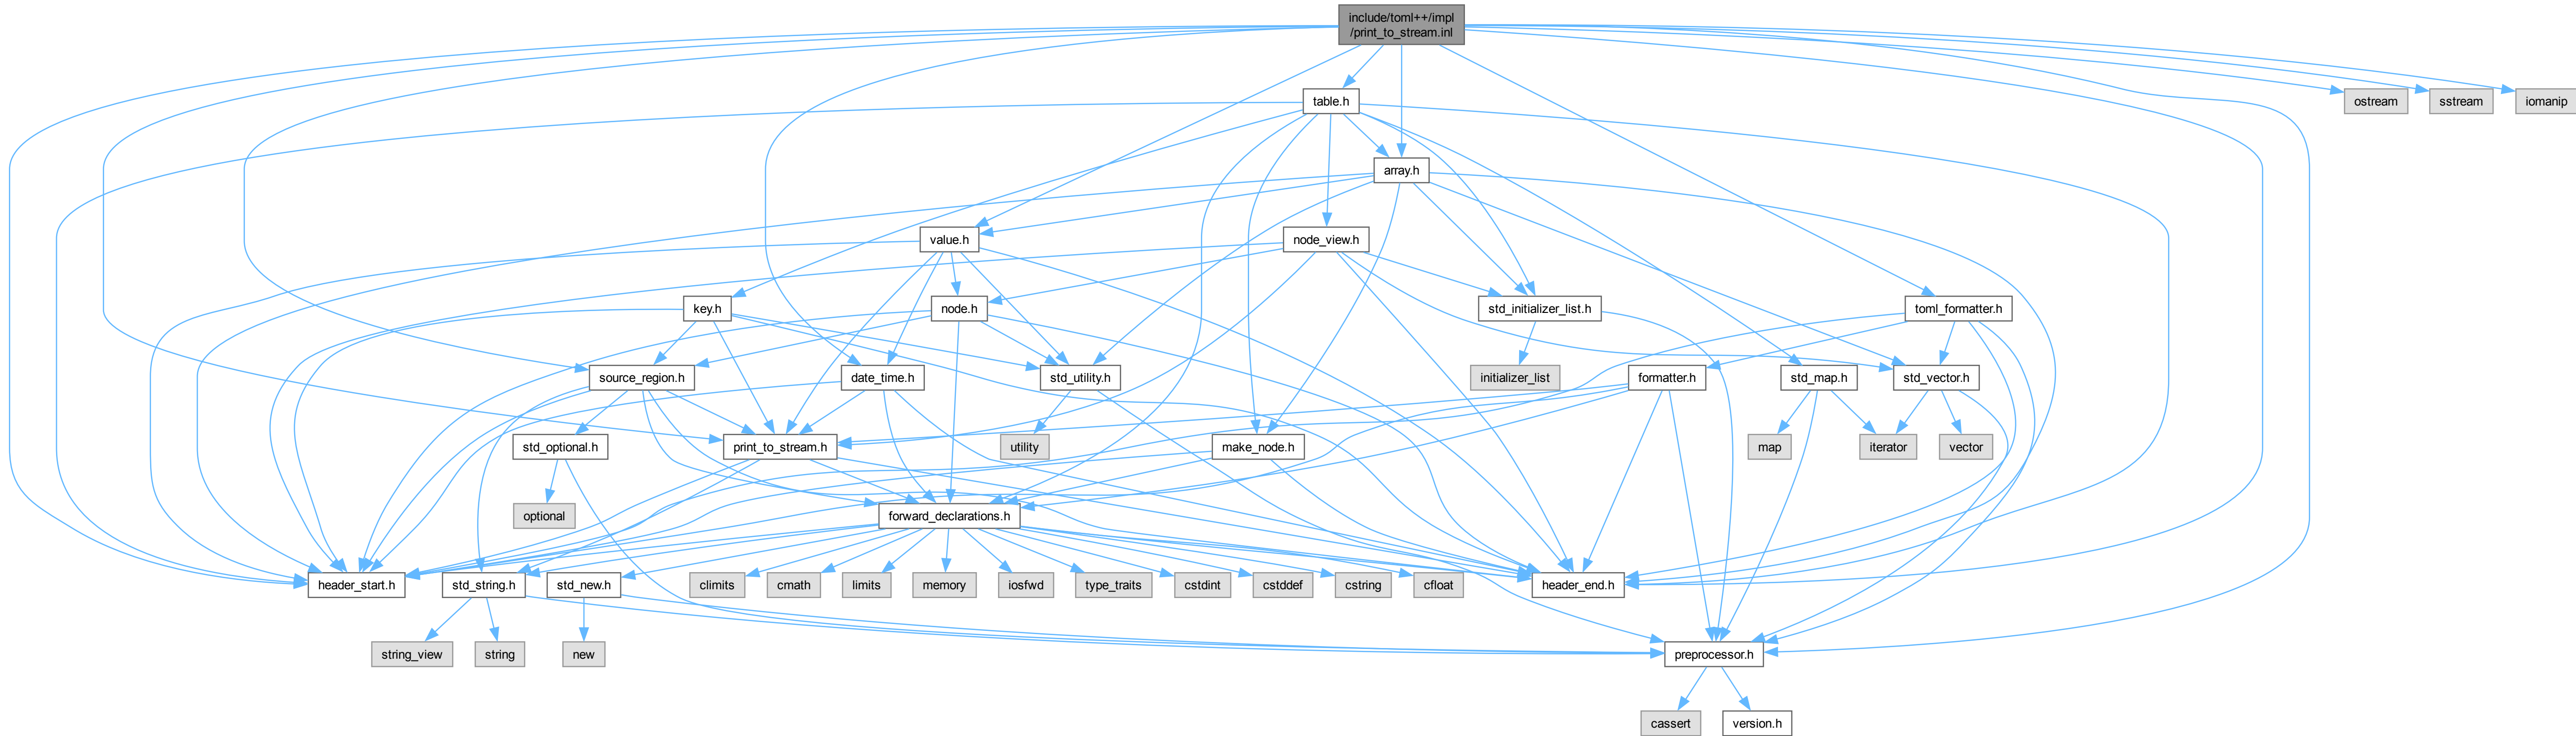 include/toml++/impl
/print_to_stream.inl
table.h
ostream
sstream
iomanip
array.h
value.h
node_view.h
key.h
node.h
std_initializer_list.h
toml_formatter.h
source_region.h
date_time.h
std_utility.h
initializer_list
formatter.h
std_map.h
std_vector.h
std_optional.h
print_to_stream.h
utility
make_node.h
map
iterator
vector
optional
forward_declarations.h
header_start.h
std_string.h
std_new.h
climits
cmath
limits
memory
iosfwd
type_traits
cstdint
cstddef
cstring
cfloat
header_end.h
string_view
string
new
preprocessor.h
cassert
version.h